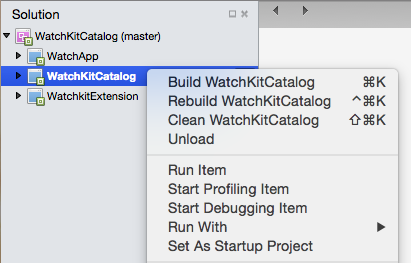 Solution
WatchKitCatalog (master)
WatchApp
WatchKitCatalog
WatchkitExtension
Build WatchKitCatalog ⌘K
Rebuild WatchKitCatalog ^⌘K
Clean WatchKitCatalog ⇧⌘K
Unload
Run Item
Start Profiling Item
Start Debugging Item
Run With
Set As Startup Project